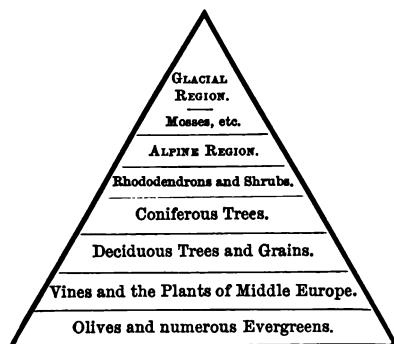 GLACIAL
REGION.
Mosses, etc.
ALPINE REGION.
Rhododendrons and Shrubs.
Coniferous Trees.
Deciduous Trees and Grains.
Vines and the Plants of Middle Europe.
Olives and numerous Evergreens.